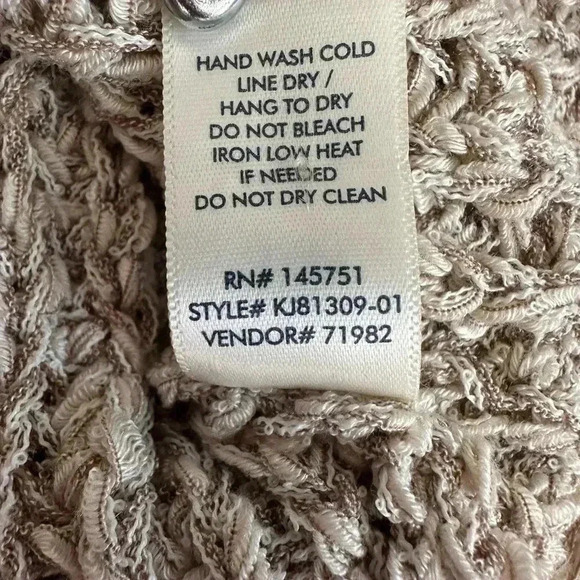 HAND WASH COLD
LINE DRY /
HANG TO DRY
DO NOT BLEACH
IRON LOW HEAT
IF NEEDED
DO NOT DRY CLEAN
RN# 145751
STYLE# KJ81309-01
VENDOR# 71982